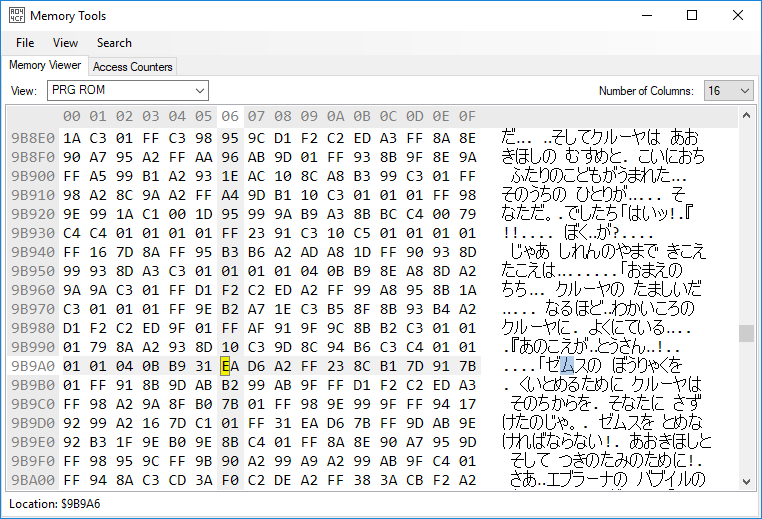 Memory Tools
File View Search
Memory Viewer Access Counters
View: PRG ROM Number of Columns: 16
00 01 02 03 04 05 06 07 08 09 0A 0B 0C 0D 0E 0F
9B8E0 1A C3 01 FF C3 98 95 9C D1 F2 C2 ED A3 FF 8A 8E だ... ..そしてクルーヤは あお
9B8F0 90 A7 95 A2 FF AA 96 AB 9D 01 FF 93 8B 9F 8E 9A きほしの むすめと. こいにおち
9B900 FF A5 99 B1 A2 93 1E AC 10 8C A8 B3 99 C3 01 FF ふたりのこどもがうまれた...
9B910 98 A2 8C 9A A2 FF A4 9D B1 10 C3 01 01 01 FF 98 そのうちの ひとりが..... そ
9B920 9E 99 1A C1 00 1D 95 99 9A B9 A3 8B BC C4 00 79 なただ。.でしたち「はいッ!.『
9B930 C4 C4 01 01 01 01 FF 23 91 C3 10 C5 01 01 01 01 !!.... ぼく..が?....
9B940 FF 16 7D 8A FF 95 B3 B6 A2 AD A8 1D FF 90 93 8D じゃあ しれんのやまで きこえ
9B950 99 93 8D A3 C3 01 01 01 01 01 04 0B B9 8E A8 8D A2 たこえは........「おまえの
9B960 9A 9A C3 01 FF D1 F2 C2 ED A2 FF 99 A8 95 8B 1A ちち... クルーヤの たましいだ
9B970 C3 01 01 01 FF 9E B2 A7 1E C3 B5 8F 8B 93 B4 A2 ..... なるほど..わかいころの
9B980 D1 F2 C2 ED 9F 01 FF AF 91 9F 9C 8B B2 C3 01 01 クルーヤに. よくにている....
9B990 01 79 8A A2 93 8D 10 C3 9D 8C 94 B6 C3 C4 01 01 .『あのこえが..とうさん..!..
9B9A0 01 01 04 0B B9 31 EA D6 A2 FF 23 8C B1 7D 91 7B ....「ゼムスの ぼうりゃくを
9B9B0 01 FF 91 8B 9D AB B2 99 AB 9F FF D1 F2 C2 ED A3 . くいとめるために クルーヤは
9B9C0 FF 98 A2 9A 8F B0 7B 01 FF 98 9E 99 9F FF 94 17 そのちからを. そなたに さず
9B9D0 92 99 A2 16 7D C1 01 FF 31 EA D6 7B FF 9D AB 9E けたのじゃ。. ゼムスを とめな
9B9E0 92 B3 1F 9E B0 9E 8B C4 01 FF 8A 8E 90 A7 95 9D ければならない!. あおきほしと
9B9F0 FF 98 95 9C FF 9B 90 A2 99 A9 A2 99 AB 9F C4 01 そして つきのたみのために!.
9BA00 FF 94 8A C3 CD 3A F0 C2 DE A2 FF 38 3A CB F2 A2 さあ..エブラーナの バブイルの
Location: $9B9A6